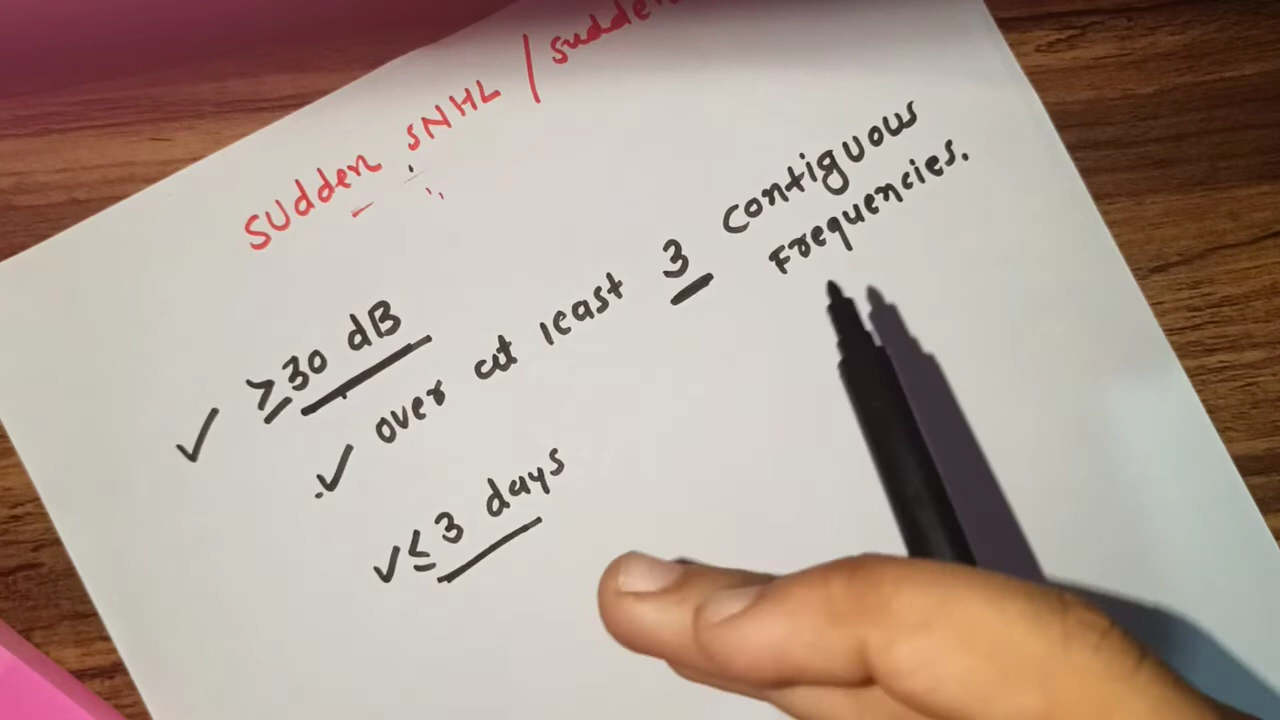 Sudden SNHL / sudden
≥30 dB
✓ over at least 3 contiguous
frequencies.
✓ ≤3 days